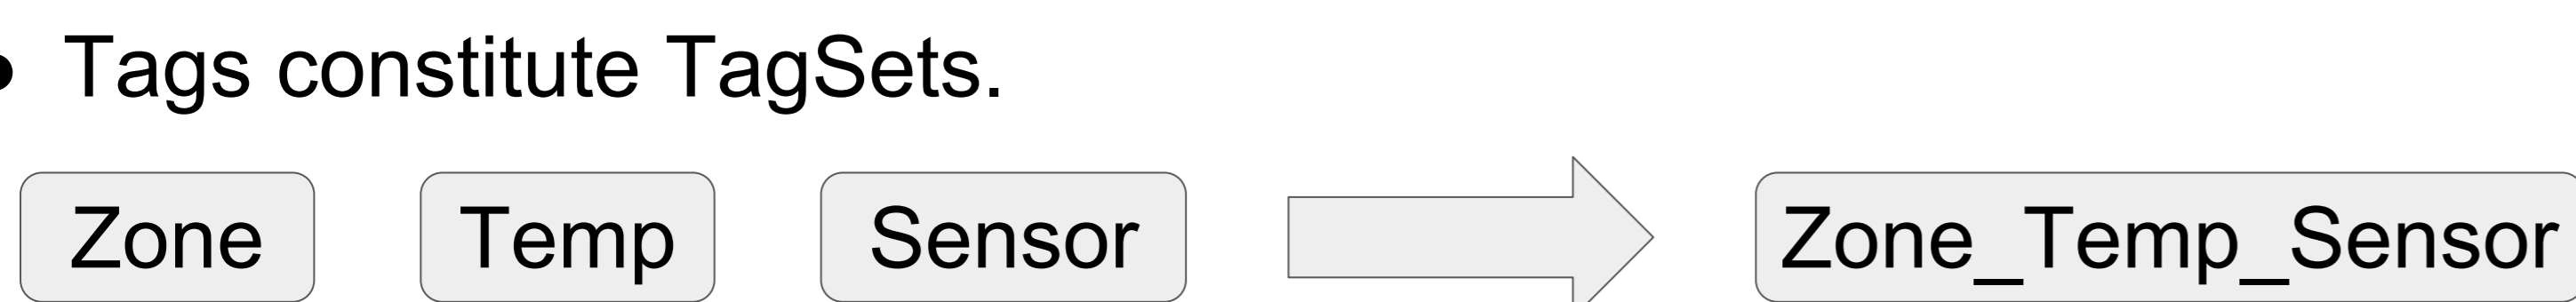 • Tags constitute TagSets.
Zone Temp Sensor Zone_Temp_Sensor